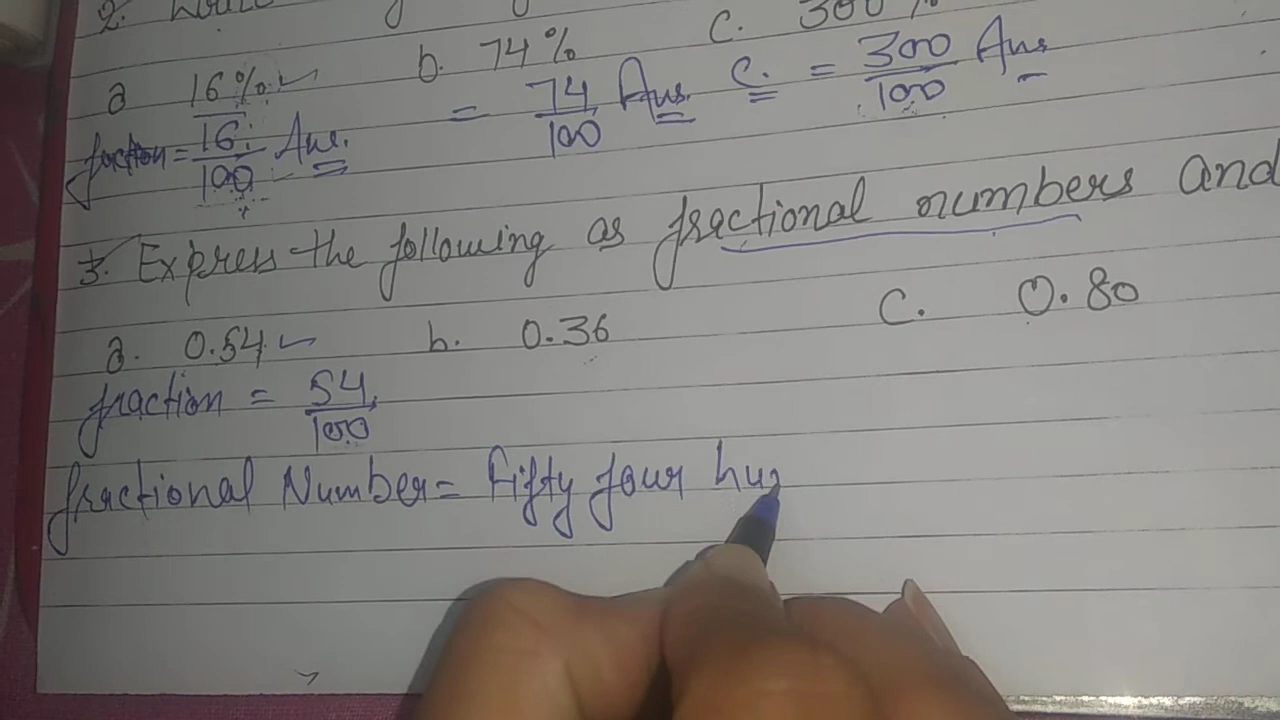 2.
a 16% b. 74% c. 300%
fraction = 16/100 Ans. = 74/100 Ans. c. = 300/100 Ans
3. Express the following as fractional numbers and
a. 0.54 b. 0.36 c. 0.80
fraction = 54/100
fractional Number = Fifty four hu